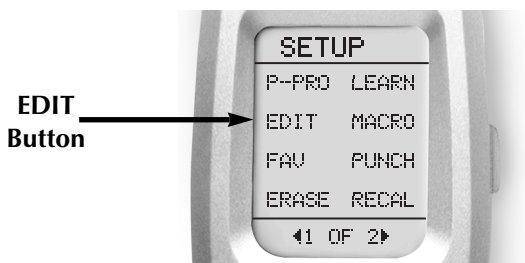 SETUP
P-PRO LEARN
EDIT
Button
EDIT MACRO
FAV PUNCH
ERASE RECAL
1 OF 2